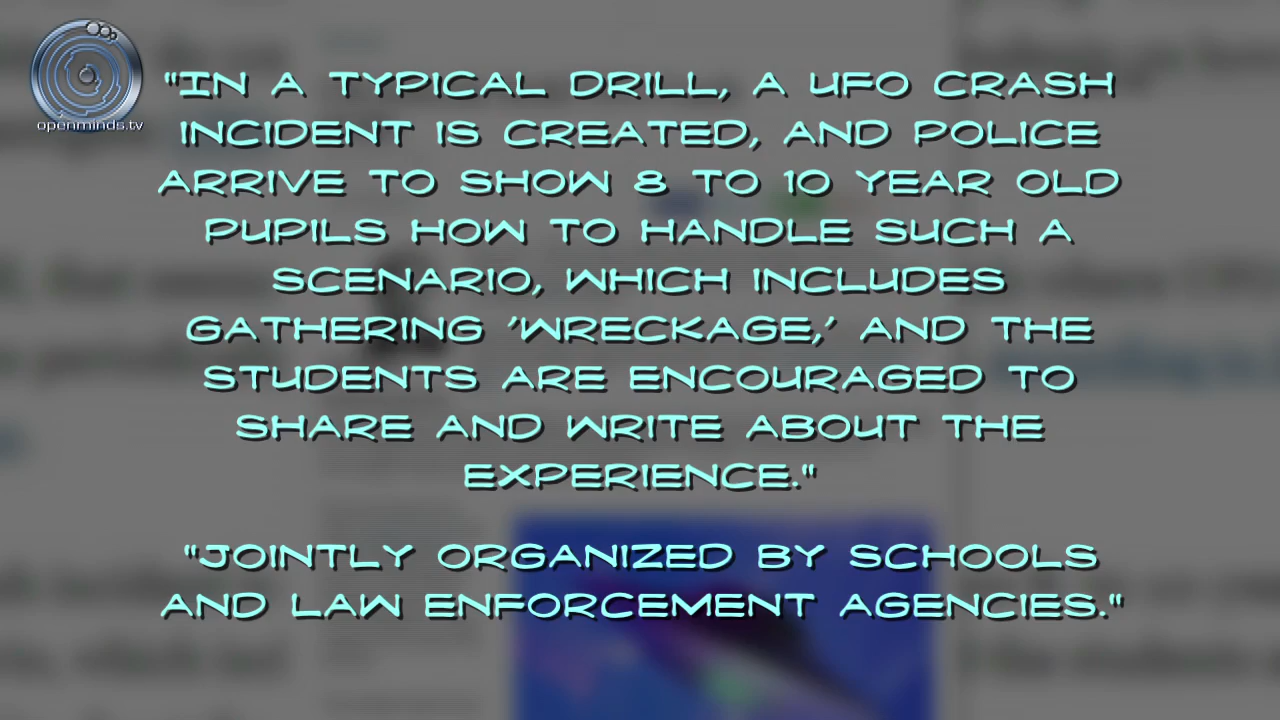 openminds.tv
"IN A TYPICAL DRILL, A UFO CRASH
INCIDENT IS CREATED, AND POLICE
ARRIVE TO SHOW 8 TO 10 YEAR OLD
PUPILS HOW TO HANDLE SUCH A
SCENARIO, WHICH INCLUDES
GATHERING 'WRECKAGE,' AND THE
STUDENTS ARE ENCOURAGED TO
SHARE AND WRITE ABOUT THE
EXPERIENCE."
"JOINTLY ORGANIZED BY SCHOOLS
AND LAW ENFORCEMENT AGENCIES."